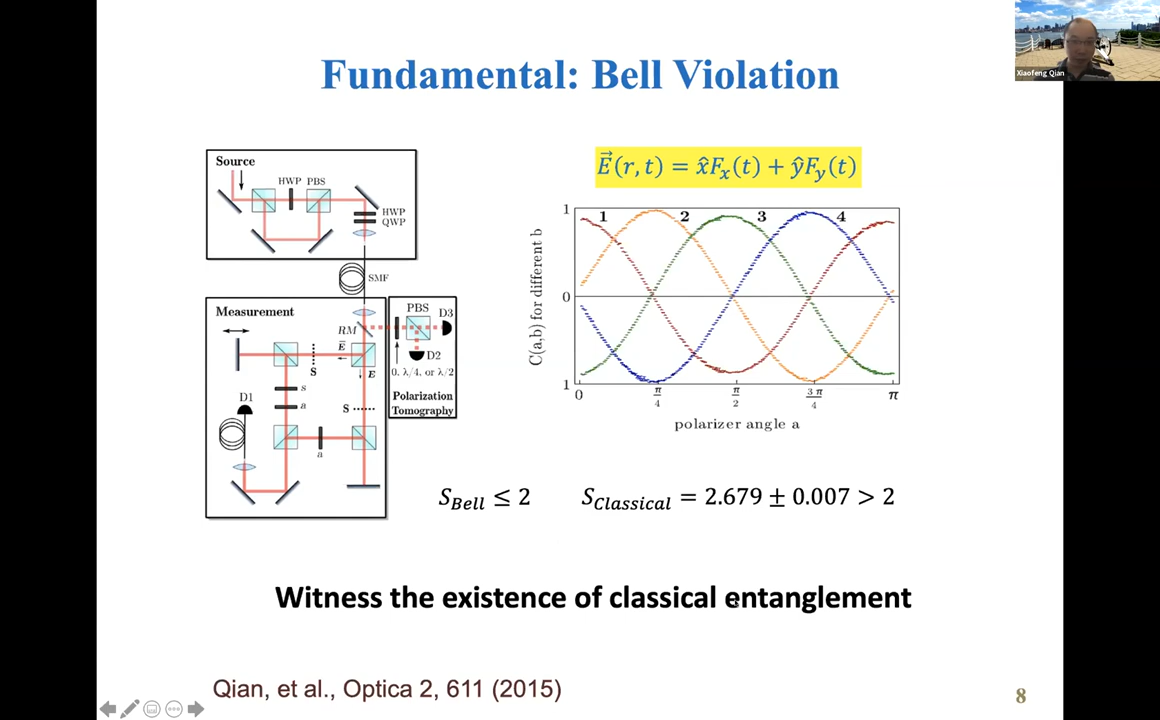 Xiaofeng Qian
Fundamental: Bell Violation
Source
HWP PBS
HWP
QWP
SMF
Measurement
RM
E⃗
E
S
S
s
a
a
D1
PBS
D3
D2
0, λ/4, or λ/2
Polarization
Tomography
E⃗(r, t) = x̂Fₓ(t) + ŷFᵧ(t)
C(a,b) for different b
1
0
1
1 2 3 4
0 π/4 π/2 3π/4 π
polarizer angle a
S_Bell ≤ 2
S_Classical = 2.679 ± 0.007 > 2
Witness the existence of classical entanglement
Qian, et al., Optica 2, 611 (2015)
8